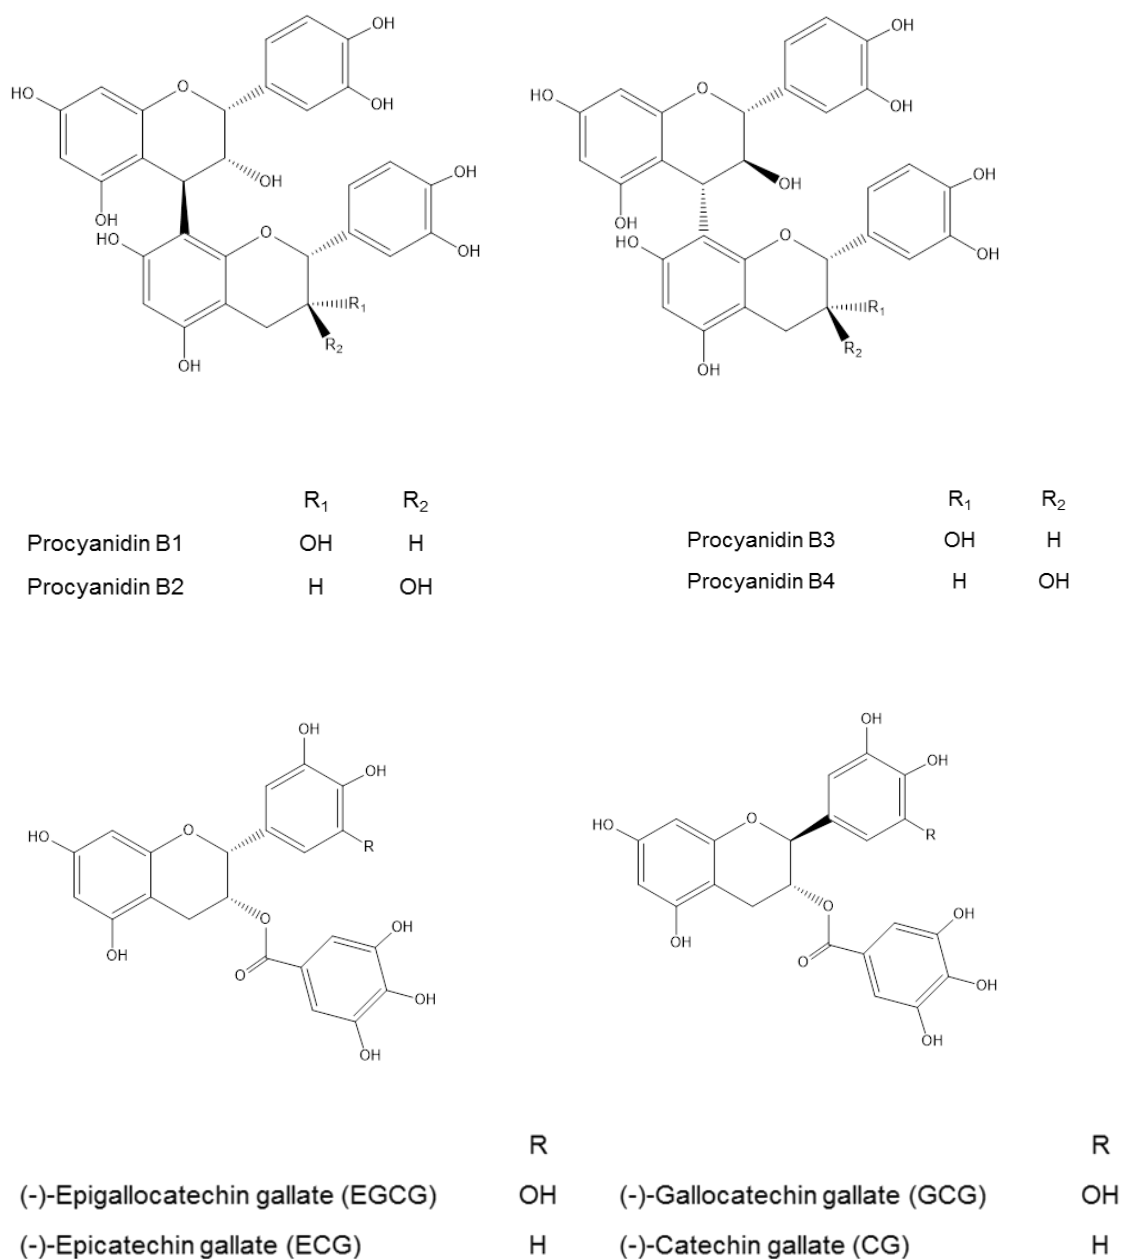 OH
OH
HO
O
OH
OH
HO
OH
OH
O
R1
R2
OH
OH
OH
HO
O
OH
OH
HO
OH
OH
O
R1
R2
OH
R1 R2
Procyanidin B1 OH H
Procyanidin B2 H OH
R1 R2
Procyanidin B3 OH H
Procyanidin B4 H OH
OH
OH
HO
O
R
O
OH
O
OH
OH
OH
OH
OH
HO
O
R
O
OH
O
OH
OH
OH
R
(-)-Epigallocatechin gallate (EGCG) OH
(-)-Epicatechin gallate (ECG) H
R
(-)-Gallocatechin gallate (GCG) OH
(-)-Catechin gallate (CG) H